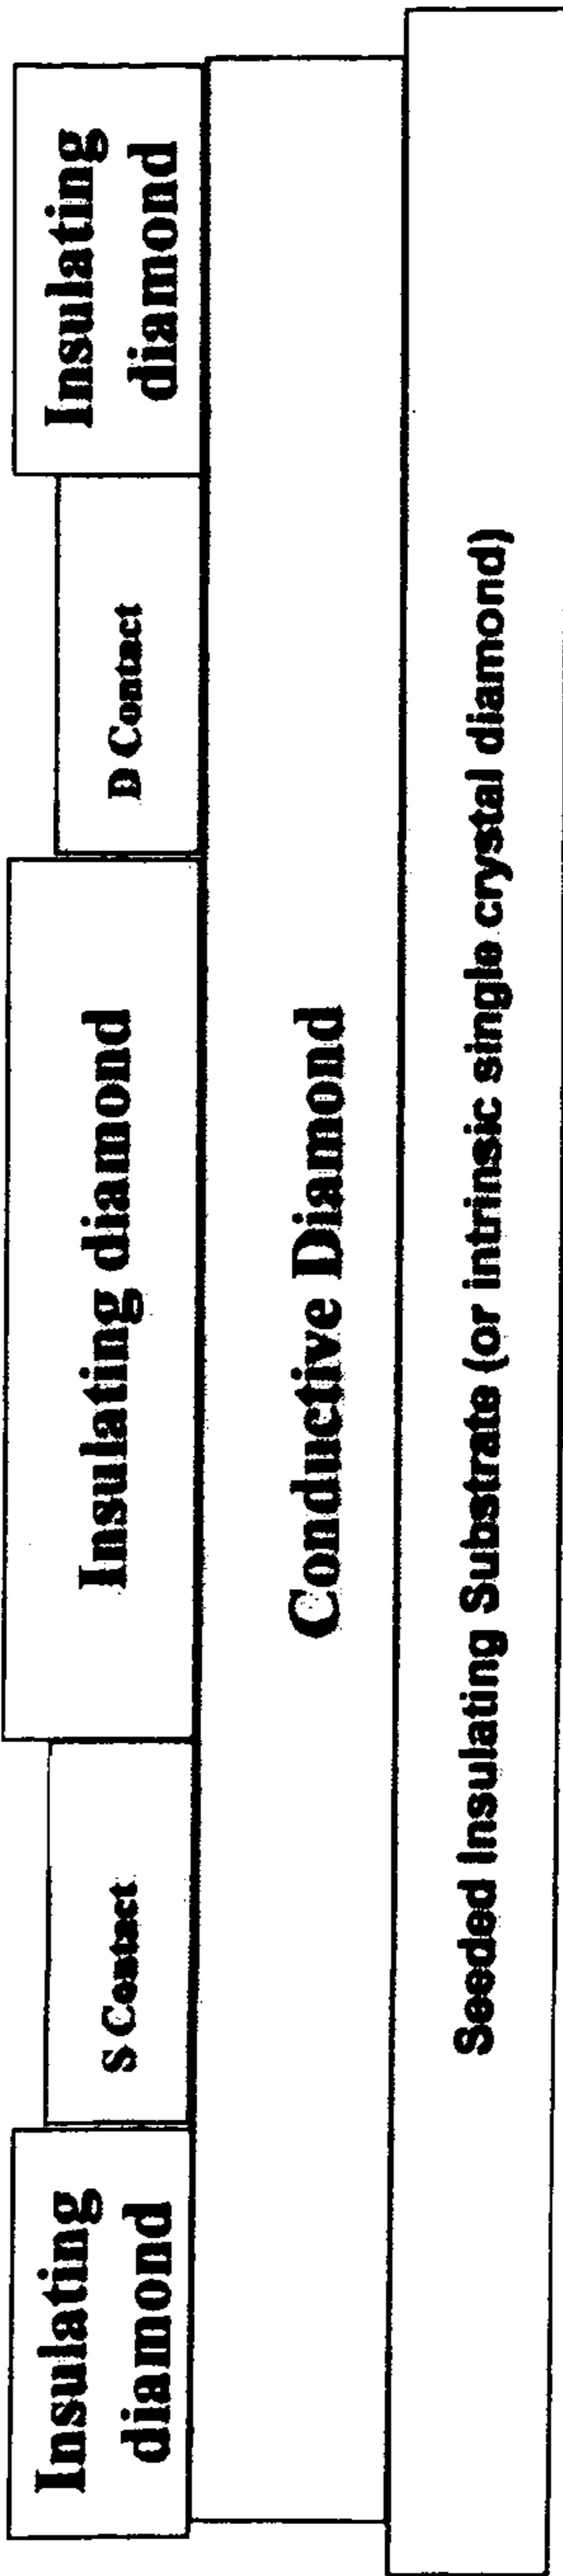 Insulating
diamond
S Contact
Insulating diamond
D Contact
Insulating
diamond
Conductive Diamond
Seeded Insulating Substrate (or intrinsic single crystal diamond)